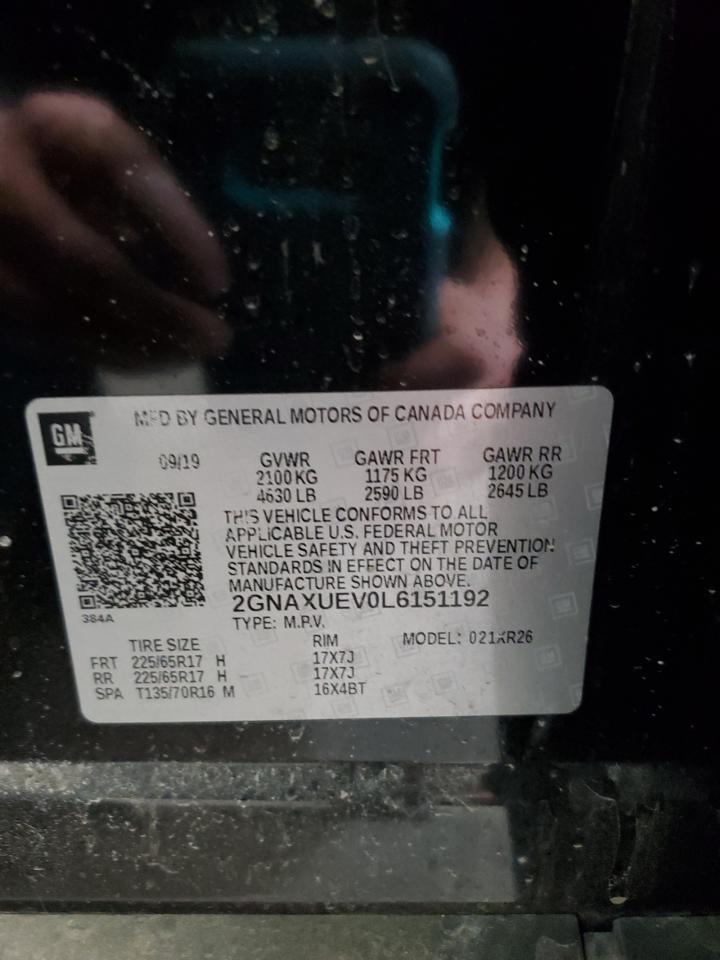 GM
MFD BY GENERAL MOTORS OF CANADA COMPANY
09/19 GVWR GAWR FRT GAWR RR
2100 KG 1175 KG 1200 KG
4630 LB 2590 LB 2645 LB
THIS VEHICLE CONFORMS TO ALL
APPLICABLE U.S. FEDERAL MOTOR
VEHICLE SAFETY AND THEFT PREVENTION
STANDARDS IN EFFECT ON THE DATE OF
MANUFACTURE SHOWN ABOVE.
2GNAXUEV0L6151192
384A
TYPE: M.P.V.
TIRE SIZE RIM MODEL: 021XR26
FRT 225/65R17 H 17X7J
RR 225/65R17 H 17X7J
SPA T135/70R16 M 16X4BT